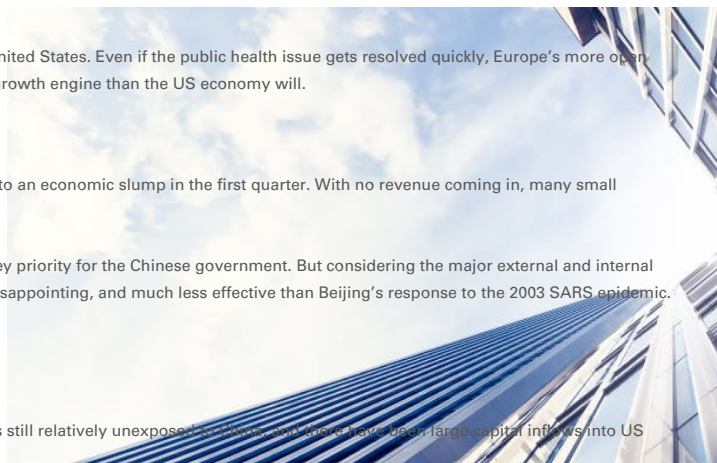 nited States. Even if the public health issue gets resolved quickly, Europe's more open
rowth engine than the US economy will.
to an economic slump in the first quarter. With no revenue coming in, many small
ey priority for the Chinese government. But considering the major external and internal
sappointing, and much less effective than Beijing's response to the 2003 SARS epidemic.
s still relatively unexposed to China, and there have been large capital inflows into US